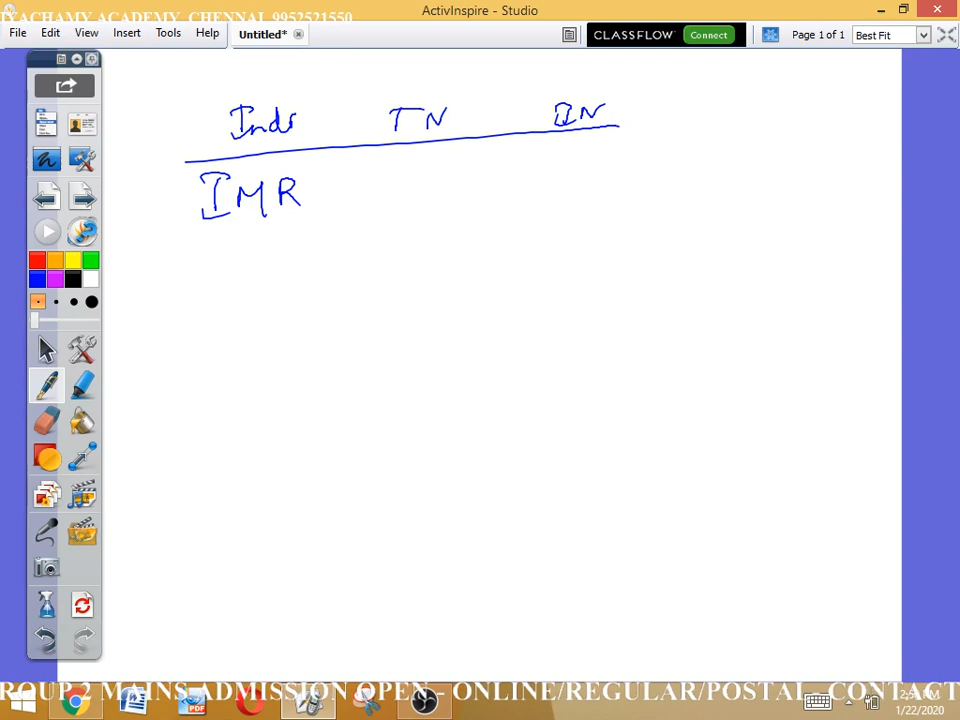 IYACHAMY ACADEMY, CHENNAI 9952521550
ActivInspire - Studio
File Edit View Insert Tools Help Untitled* CLASSFLOW Connect Page 1 of 1 Best Fit
TN IN
IMR
ROUP 2 MAINS ADMISSION OPEN - ONLINE/REGULAR/POSTAL, CONTACT
1/22/2020